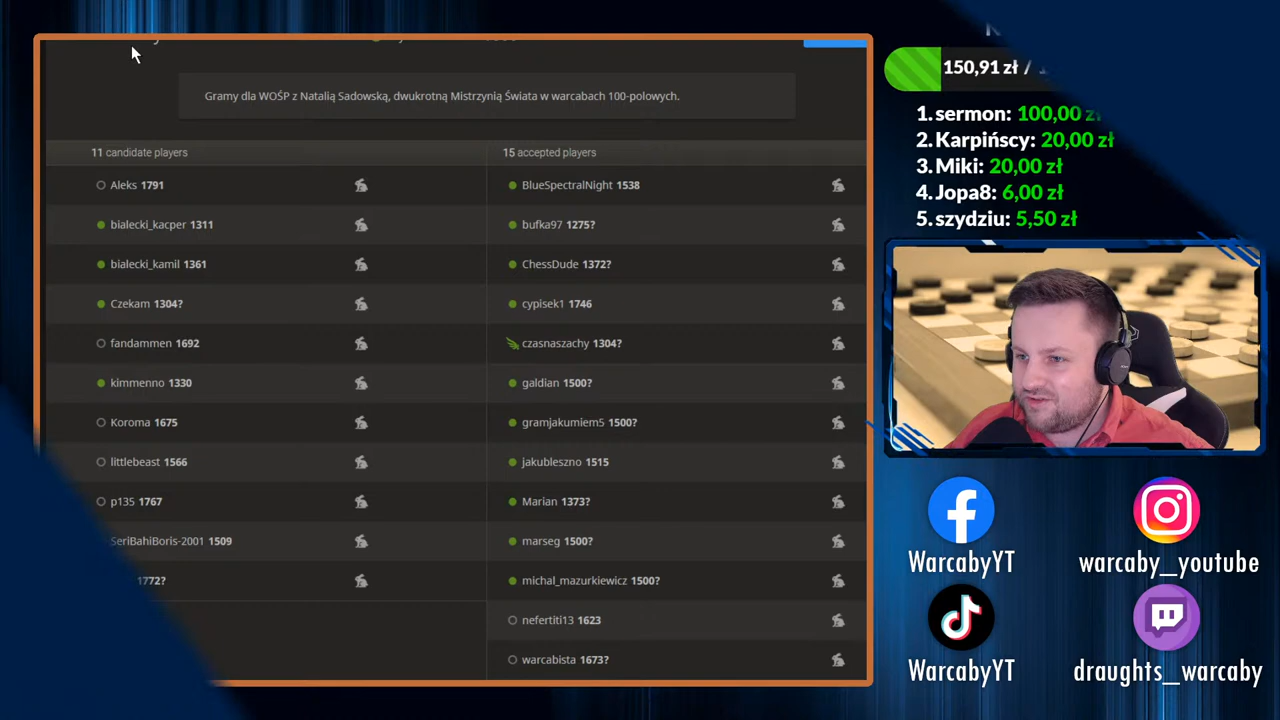 Gramy dla WOŚP z Natalią Sadowską, dwukrotną Mistrzynią Świata w warcabach 100-polowych.
11 candidate players
Aleks 1791
bialecki_kacper 1311
bialecki_kamil 1361
Czekam 1304?
fandammen 1692
kimmenno 1330
Koroma 1675
littlebeast 1566
p135 1767
SeriBahiBoris-2001 1509
1772?
15 accepted players
BlueSpectralNight 1538
bufka97 1275?
ChessDude 1372?
cypisek1 1746
czasnaszachy 1304?
galdian 1500?
gramjakumiem5 1500?
jakubleszno 1515
Marian 1373?
marseg 1500?
michal_mazurkiewicz 1500?
nefertiti13 1623
warcabista 1673?
150,91 zł /
1. sermon: 100,00 zł
2. Karpińscy: 20,00 zł
3. Miki: 20,00 zł
4. Jopa8: 6,00 zł
5. szydziu: 5,50 zł
WarcabyYT
warcaby_youtube
WarcabyYT
draughts_warcaby